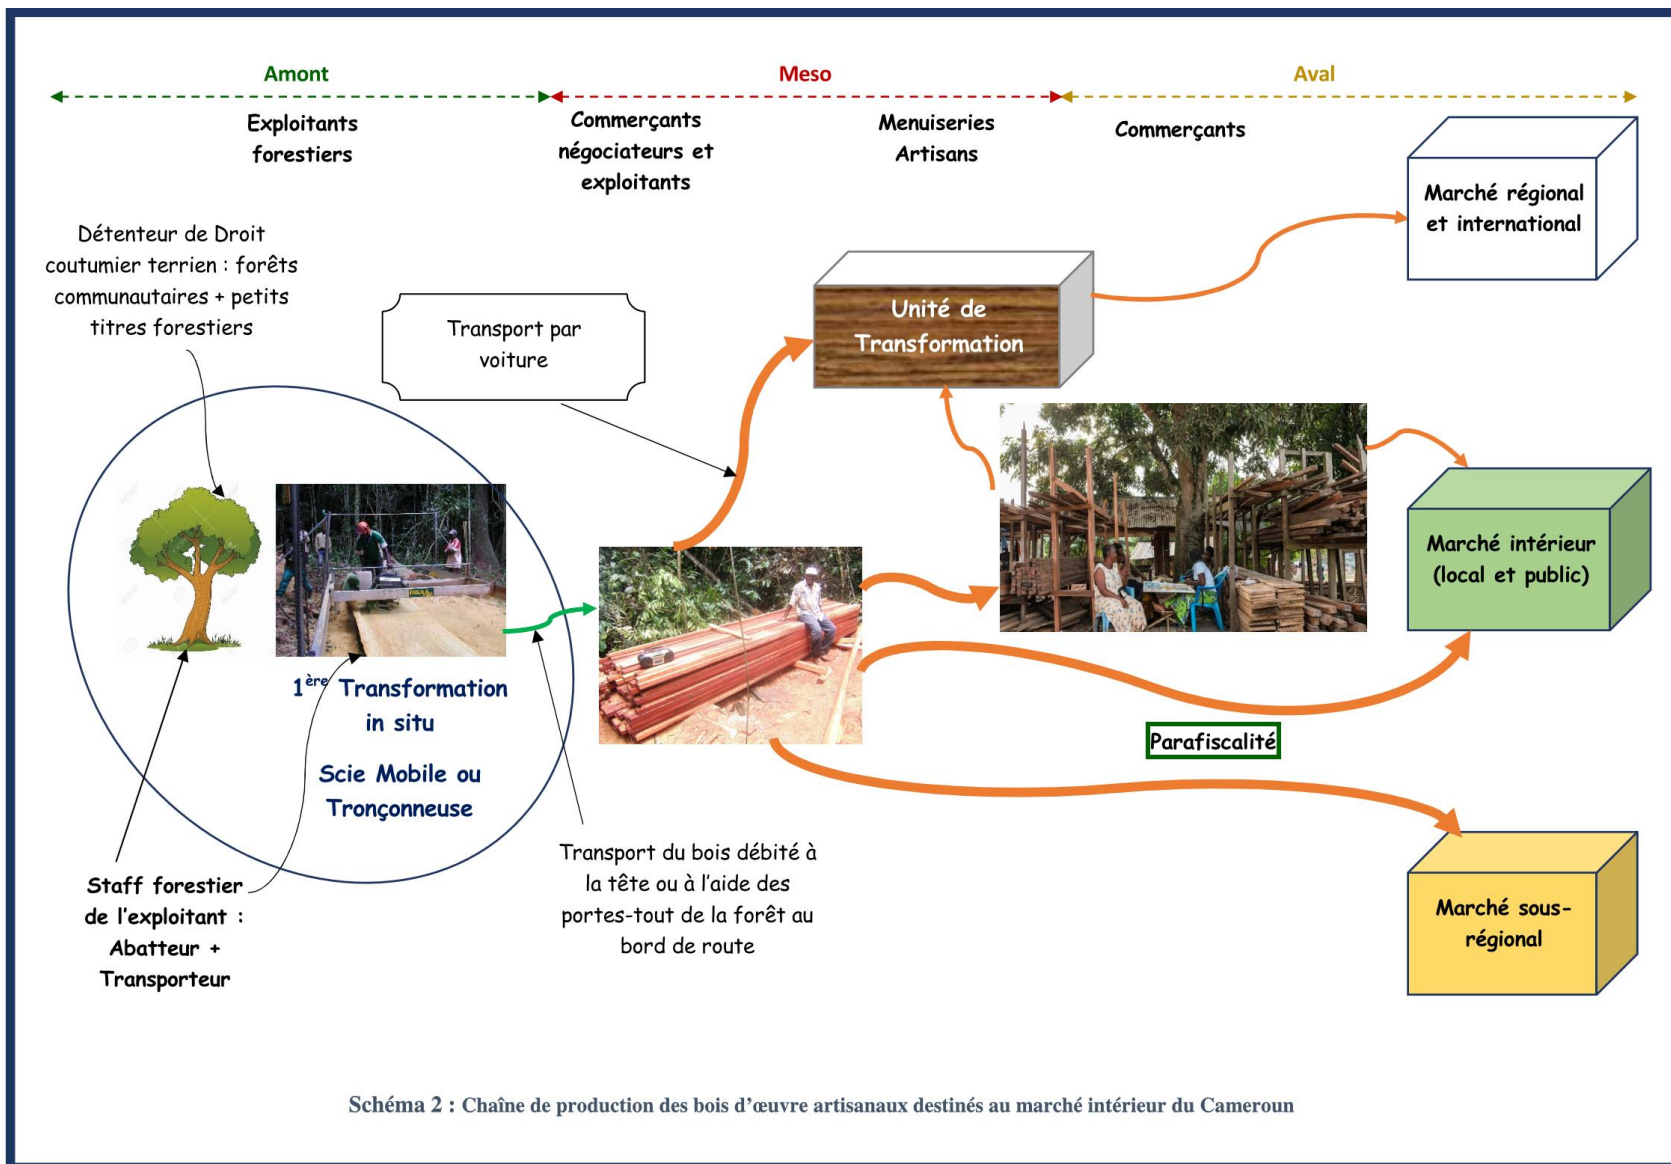 Amont
Meso
Aval
Exploitants
forestiers
Commerçants
négociateurs et
exploitants
Menuiseries
Artisans
Commerçants
Marché régional
et international
Détenteur de Droit
coutumier terrien : forêts
communautaires + petits
titres forestiers
Transport par
voiture
Unité de
Transformation
Marché intérieur
(local et public)
1ère Transformation
in situ
Scie Mobile ou
Tronçonneuse
Parafiscalité
Transport du bois débité à
la tête ou à l'aide des
portes-tout de la forêt au
bord de route
Staff forestier
de l'exploitant :
Abatteur +
Transporteur
Marché sous-
régional
Schéma 2 : Chaîne de production des bois d'œuvre artisanaux destinés au marché intérieur du Cameroun